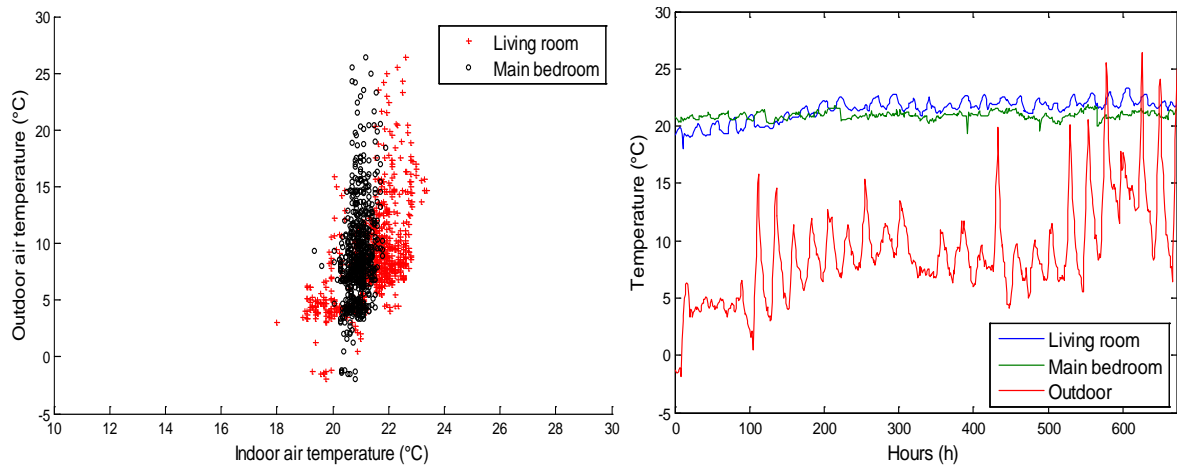 30
25
20
15
10
5
0
-5
Outdoor air temperature (°C)
10 12 14 16 18 20 22 24 26 28 30
Indoor air temperature (°C)
Living room
Main bedroom
30
25
20
15
10
5
0
-5
Temperature (°C)
0 100 200 300 400 500 600
Hours (h)
Living room
Main bedroom
Outdoor